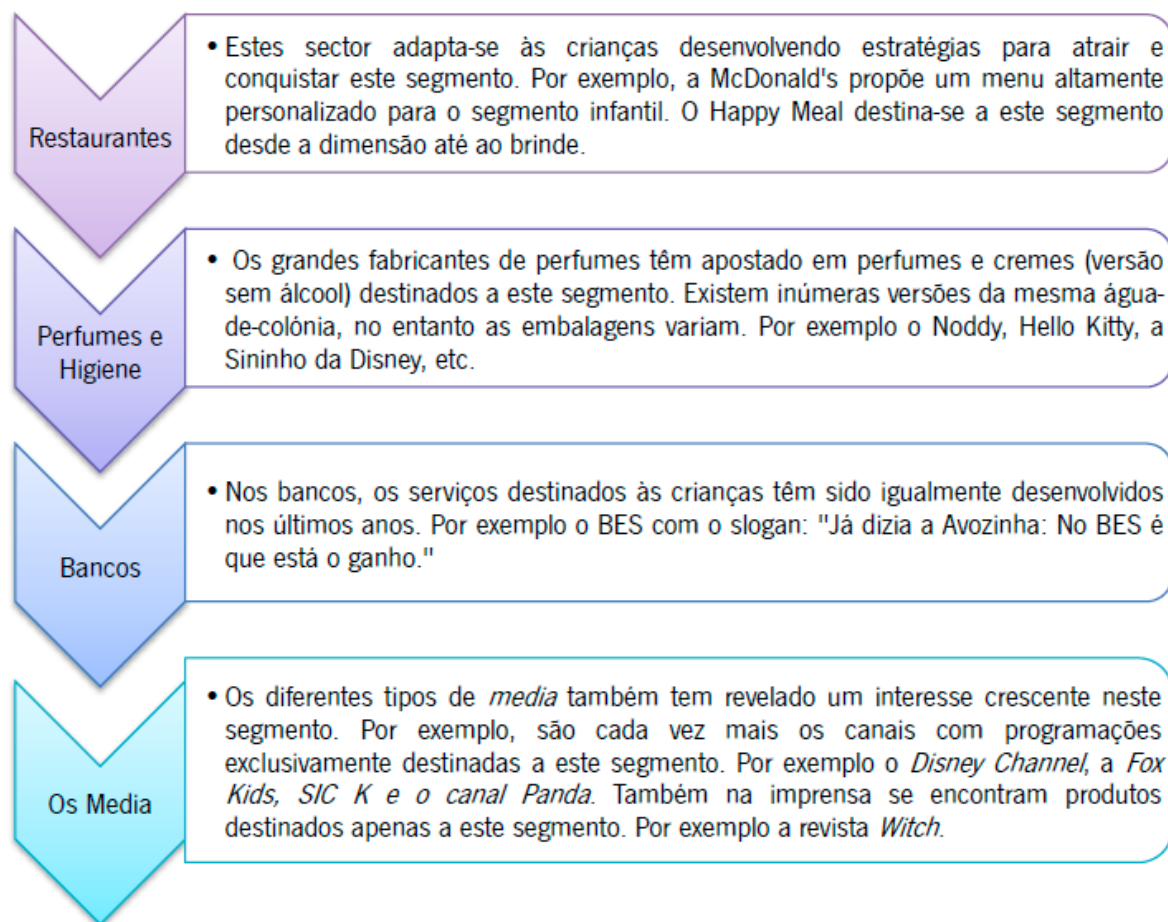 Restaurantes
• Estes sector adapta-se às crianças desenvolvendo estratégias para atrair e
conquistar este segmento. Por exemplo, a McDonald's propõe um menu altamente
personalizado para o segmento infantil. O Happy Meal destina-se a este segmento
desde a dimensão até ao brinde.
Perfumes e
Higiene
• Os grandes fabricantes de perfumes têm apostado em perfumes e cremes (versão
sem álcool) destinados a este segmento. Existem inúmeras versões da mesma água-
de-colónia, no entanto as embalagens variam. Por exemplo o Noddy, Hello Kitty, a
Sininho da Disney, etc.
Bancos
• Nos bancos, os serviços destinados às crianças têm sido igualmente desenvolvidos
nos últimos anos. Por exemplo o BES com o slogan: "Já dizia a Avozinha: No BES é
que está o ganho."
Os Media
• Os diferentes tipos de media também tem revelado um interesse crescente neste
segmento. Por exemplo, são cada vez mais os canais com programações
exclusivamente destinadas a este segmento. Por exemplo o Disney Channel, a Fox
Kids, SIC K e o canal Panda. Também na imprensa se encontram produtos
destinados apenas a este segmento. Por exemplo a revista Witch.